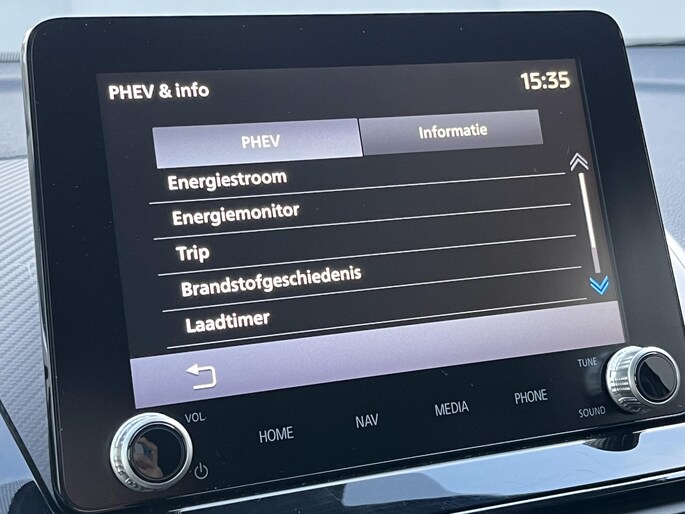 PHEV & info 15:35
PHEV Informatie
Energiestroom
Energiemonitor
Trip
Brandstofgeschiedenis
Laadtimer
VOL HOME NAV MEDIA PHONE TUNE
SOUND